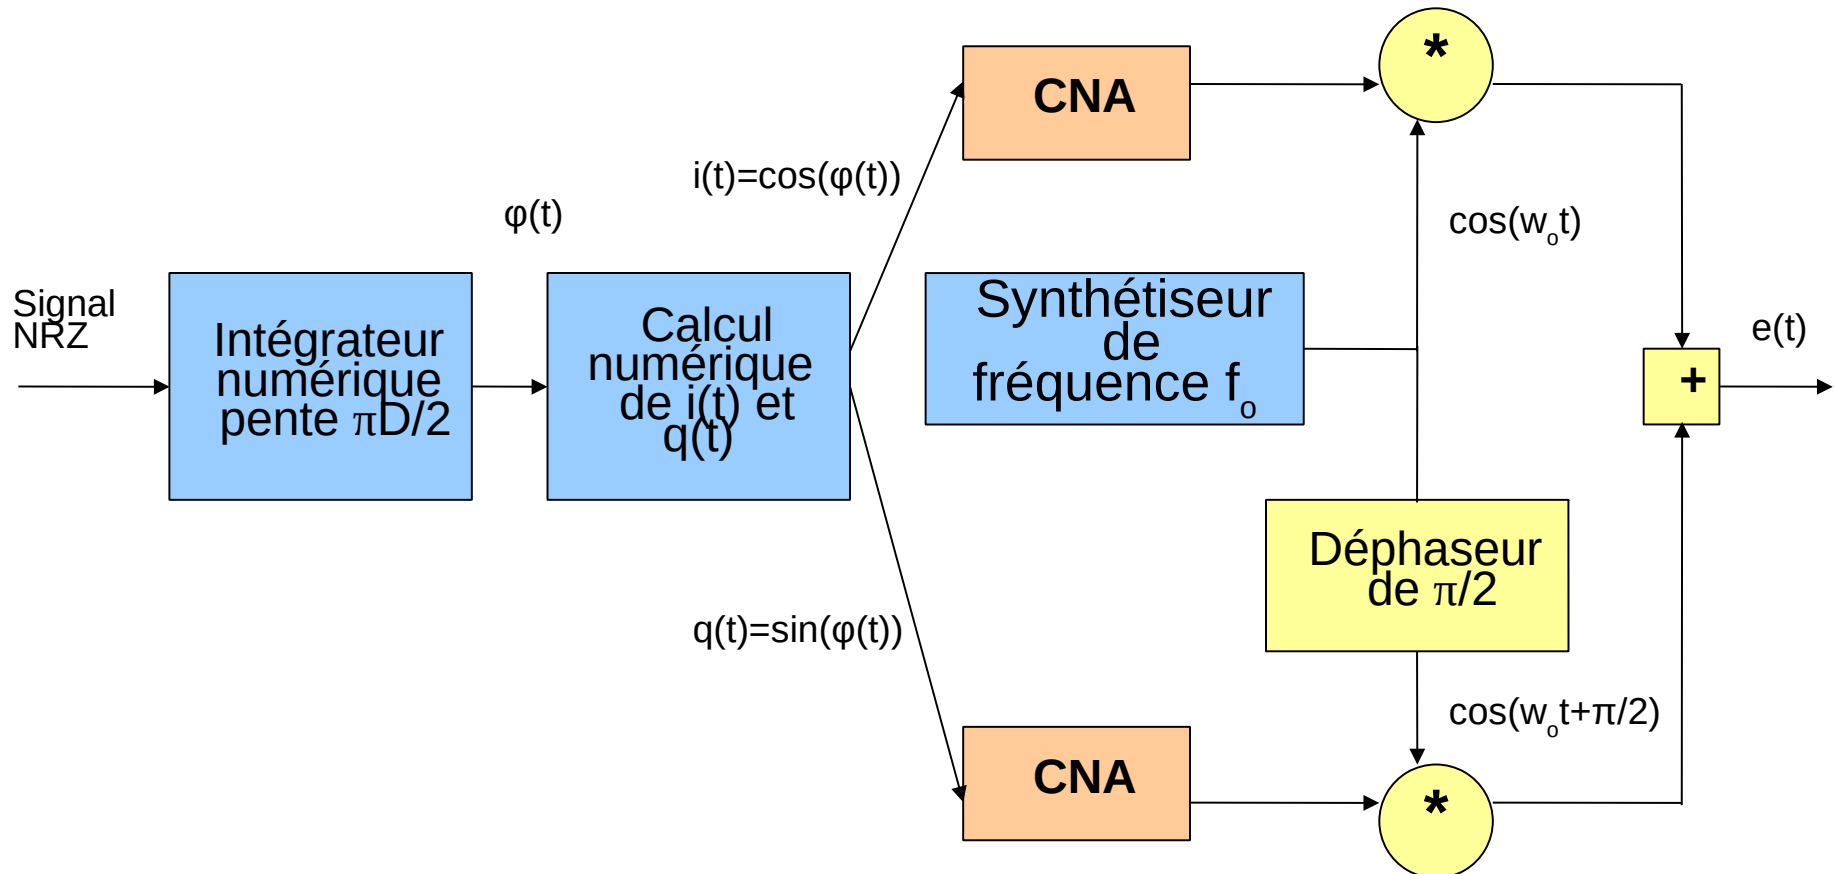 CNA
*
i(t)=cos(φ(t))
φ(t)
cos(wot)
Signal
NRZ
Intégrateur
numérique
pente πD/2
Calcul
numérique
de i(t) et
q(t)
Synthétiseur
de
fréquence fo
e(t)
+
Déphaseur
de π/2
q(t)=sin(φ(t))
cos(wot+π/2)
CNA
*